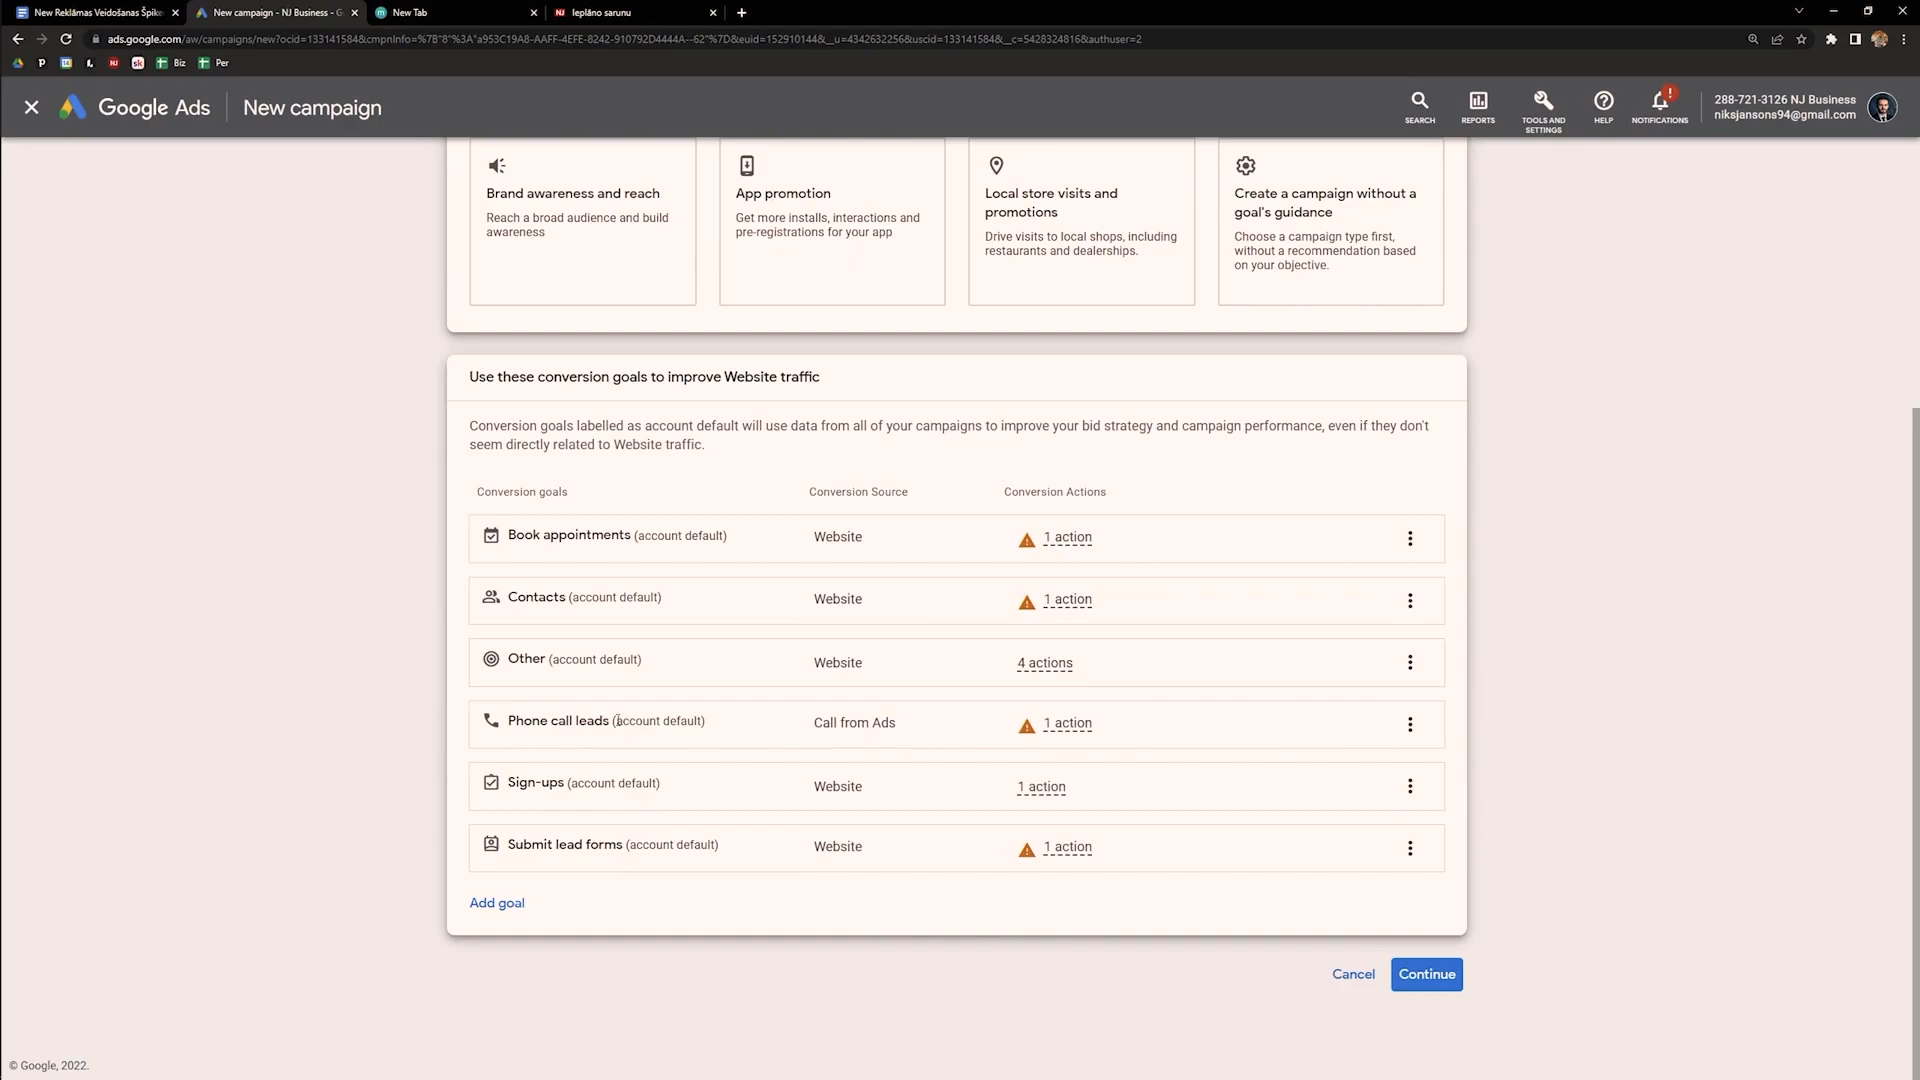 New Reklāmas Veidošanas Špike
New campaign - NJ Business - G
New Tab
NJ
Ieplāno sarunu
ads.google.com/aw/campaigns/new?ocid=133141584&cmpnInfo=%7B"8"%3A"a953C19A8-AAFF-4EFE-8242-910792D4444A--62"%7D&euid=152910144&__u=4342632256&uscid=133141584&__c=5428324816&authuser=2
Biz
Per
Google Ads
New campaign
SEARCH
REPORTS
TOOLS AND
SETTINGS
HELP
NOTIFICATIONS
288-721-3126 NJ Business
niksjansons94@gmail.com
Brand awareness and reach
Reach a broad audience and build
awareness
App promotion
Get more installs, interactions and
pre-registrations for your app
Local store visits and
promotions
Drive visits to local shops, including
restaurants and dealerships.
Create a campaign without a
goal's guidance
Choose a campaign type first,
without a recommendation based
on your objective.
Use these conversion goals to improve Website traffic
Conversion goals labelled as account default will use data from all of your campaigns to improve your bid strategy and campaign performance, even if they don't
seem directly related to Website traffic.
Conversion goals Conversion Source Conversion Actions
Book appointments (account default) Website 1 action
Contacts (account default) Website 1 action
Other (account default) Website 4 actions
Phone call leads (account default) Call from Ads 1 action
Sign-ups (account default) Website 1 action
Submit lead forms (account default) Website 1 action
Add goal
Cancel Continue
© Google, 2022.